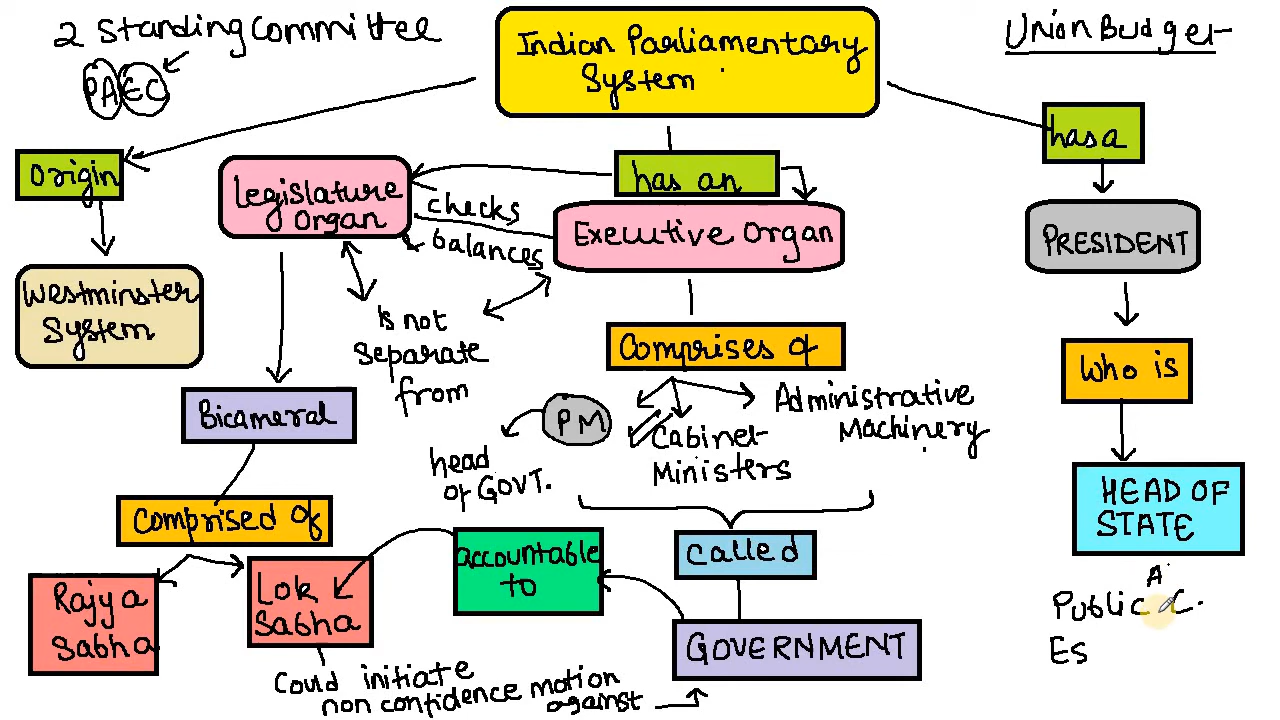 2 Standing Committee
PA EC
Indian Parliamentary
System
Union Budget
Origin
Westminster
System
Legislature
Organ
checks
balances
has an
Executive Organ
has a
PRESIDENT
Who is
HEAD OF
STATE
Is not
separate
from
Comprises of
PM
head
of GOVT.
Cabinet
Ministers
Administrative
Machinery
Bicameral
Comprised of
Rajya
Sabha
Lok
Sabha
accountable
to
called
GOVERNMENT
Could initiate
non confidence motion
against
A
Public C.
ES